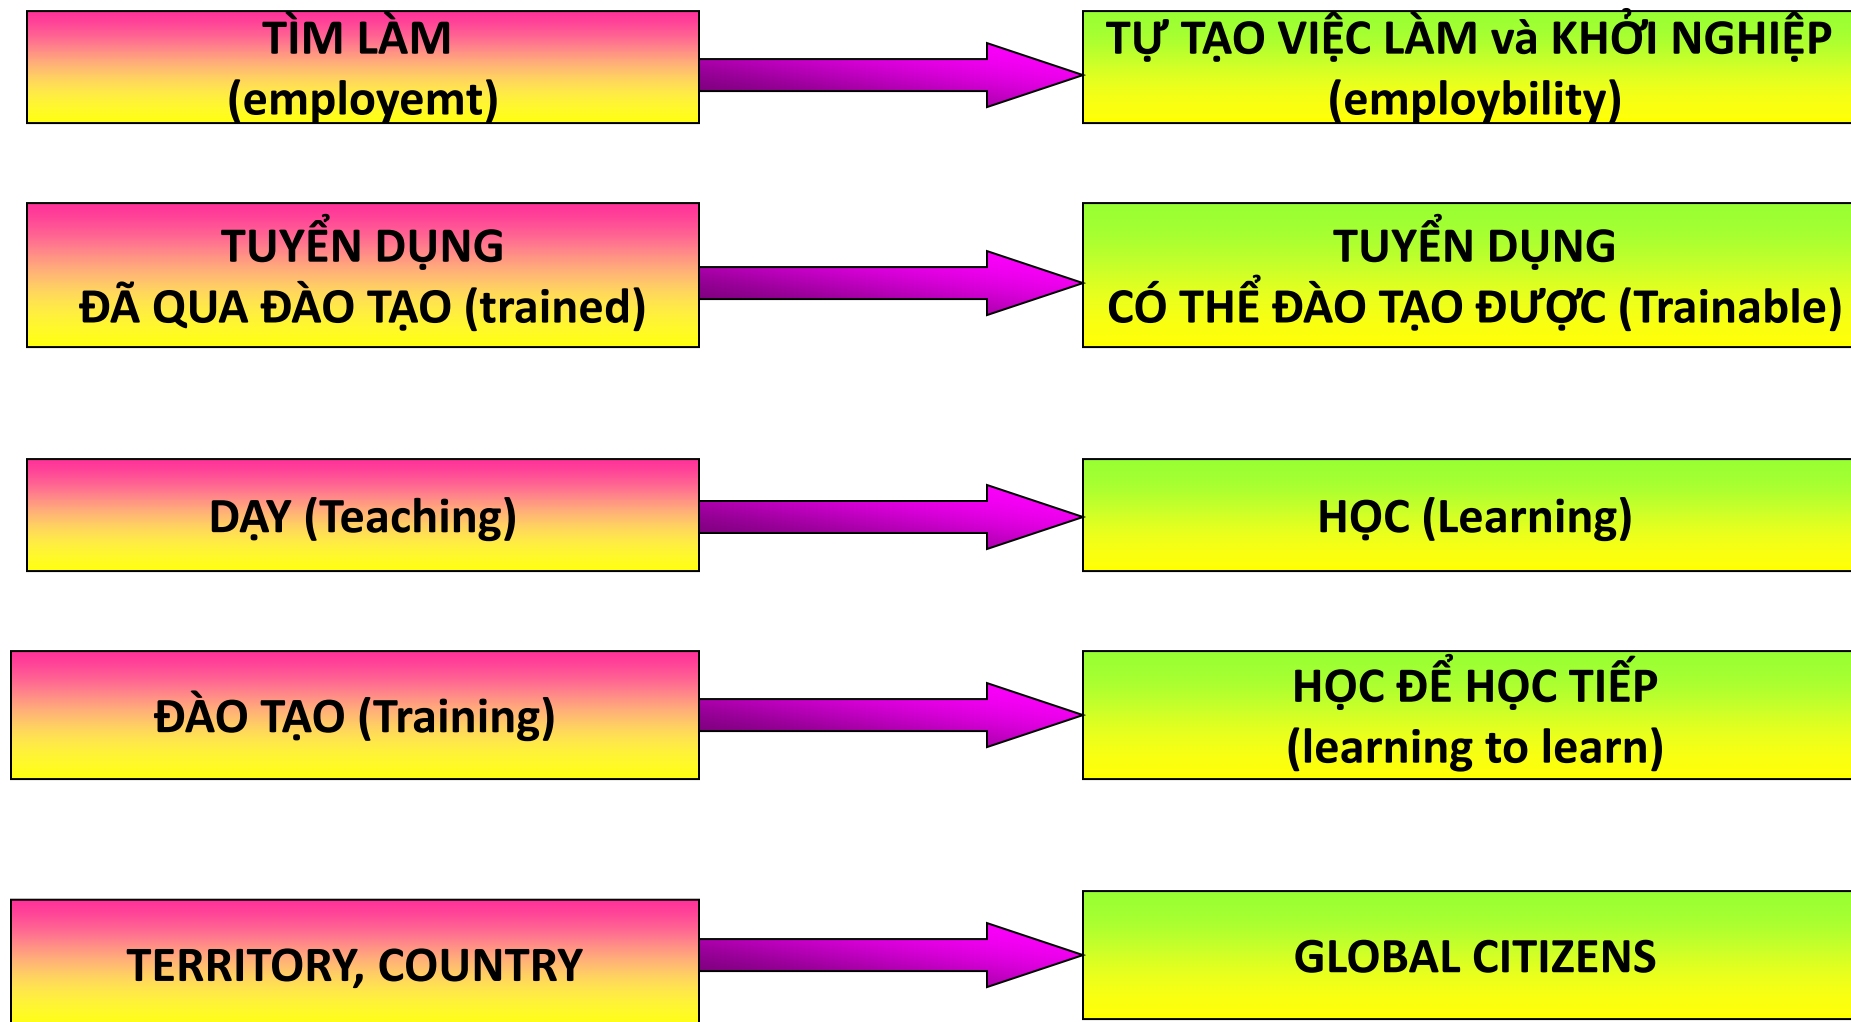 TÌM LÀM
(employemt)
TỰ TẠO VIỆC LÀM và KHỞI NGHIỆP
(employbility)
TUYỂN DỤNG
ĐÃ QUA ĐÀO TẠO (trained)
TUYỂN DỤNG
CÓ THỂ ĐÀO TẠO ĐƯỢC (Trainable)
DẠY (Teaching)
HỌC (Learning)
ĐÀO TẠO (Training)
HỌC ĐỂ HỌC TIẾP
(learning to learn)
TERRITORY, COUNTRY
GLOBAL CITIZENS